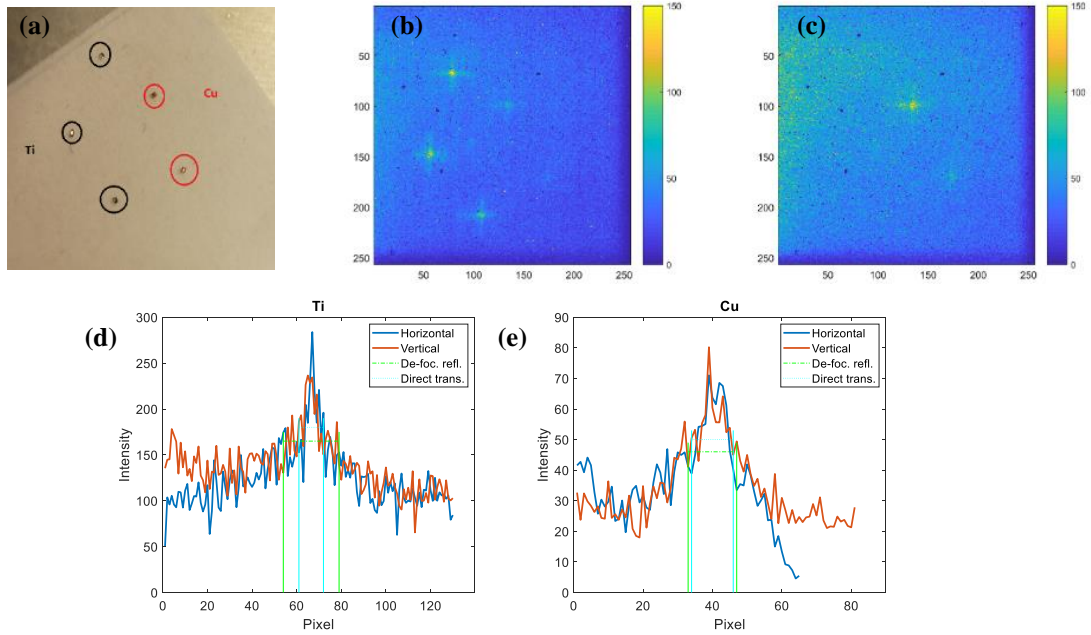 (a)
Cu
Ti
(b)
50
100
150
200
250
50 100 150 200 250
150
100
50
0
(c)
50
100
150
200
250
50 100 150 200 250
150
100
50
0
(d)
Ti
300
250
200
150
100
50
0
Intensity
0 20 40 60 80 100 120
Pixel
Horizontal
Vertical
De-foc. refl.
Direct trans.
(e)
Cu
90
80
70
60
50
40
30
20
10
0
Intensity
0 20 40 60 80
Pixel
Horizontal
Vertical
De-foc. refl.
Direct trans.